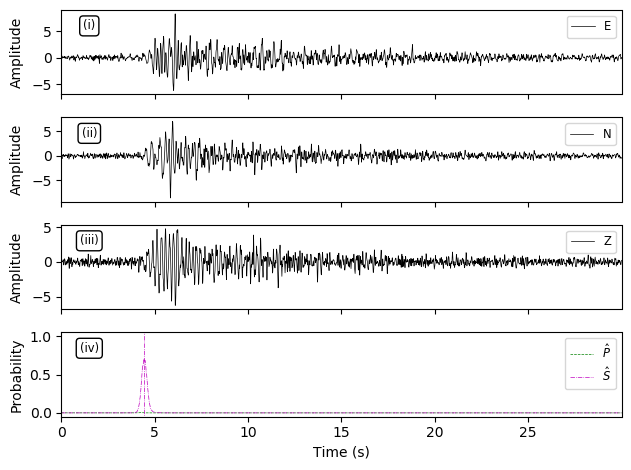 Amplitude
5
0
−5
(i)
E
Amplitude
5
0
−5
(ii)
N
Amplitude
5
0
−5
(iii)
Z
Probability
1.0
0.5
0.0
(iv)
P̂
Ŝ
0 5 10 15 20 25
Time (s)